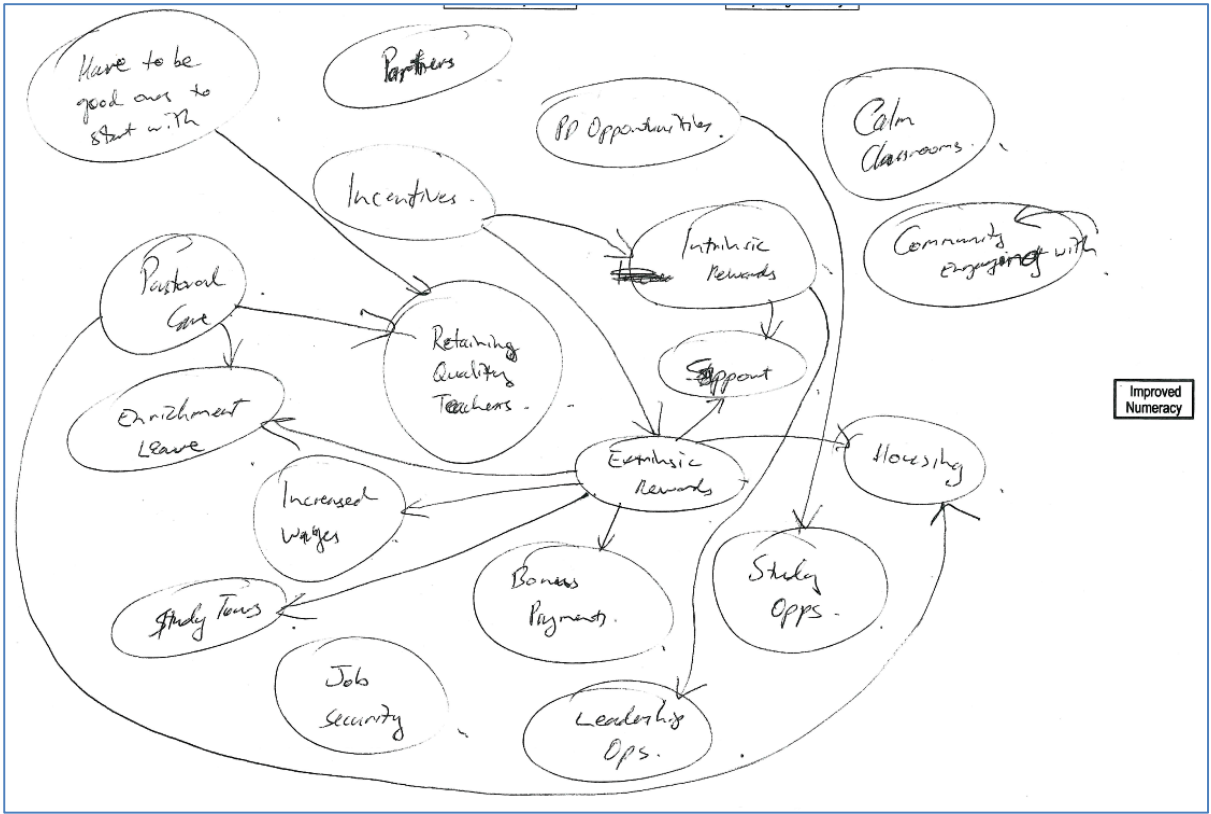 Have to be
good ones to
start with
Partners
PD Opportunities.
Calm
Classrooms.
Incentives.
Intrinsic
Rewards
Community
Engaging with
Pastoral
Care
Retaining
Quality
Teachers.
Support
Enrichment
Leave
Improved
Numeracy
Extrinsic
Rewards
Housing
Increased
Wages
Study
Opps.
Bonus
Payments.
Study Tours
Job
Security
Leadership
Ops.